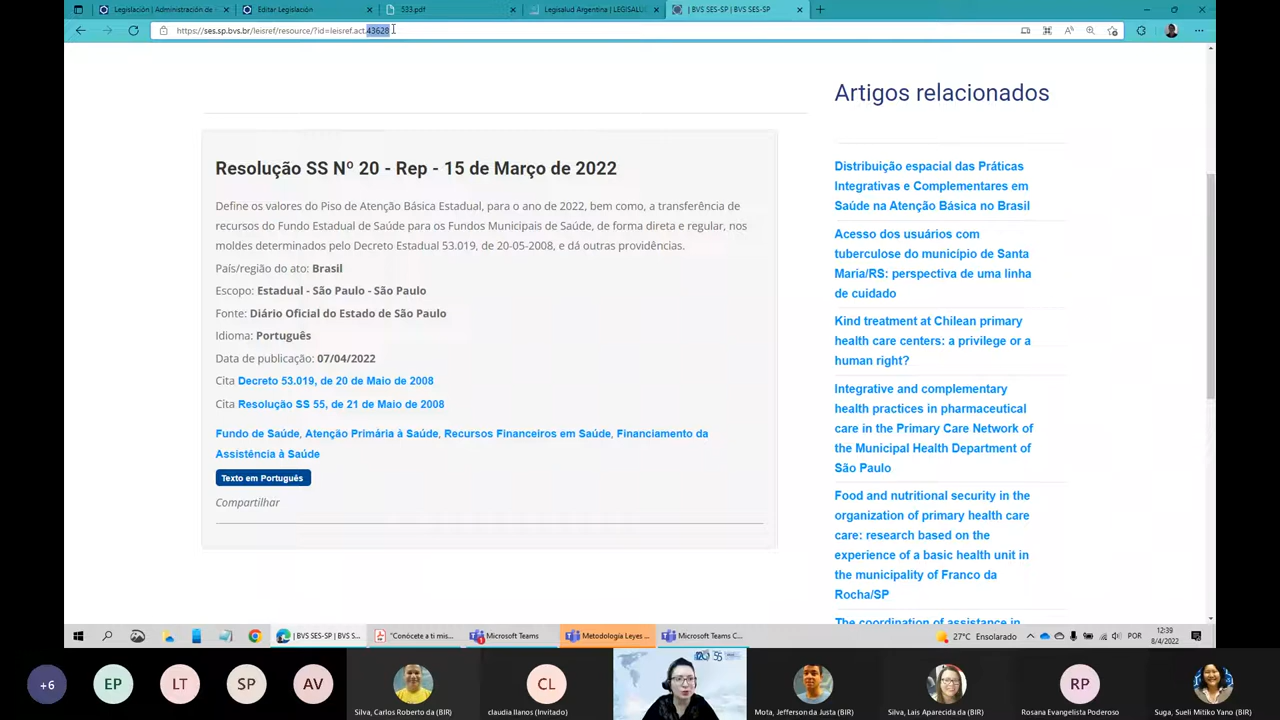 Legislación | Administração de -
Editar Legislación
533.pdf
Legisalud Argentina | LEGISALU
| BVS SES-SP | BVS SES-SP
https://ses.sp.bvs.br/leisref/resource/?id=leisref.act.43628
Resolução SS Nº 20 - Rep - 15 de Março de 2022
Define os valores do Piso de Atenção Básica Estadual, para o ano de 2022, bem como, a transferência de
recursos do Fundo Estadual de Saúde para os Fundos Municipais de Saúde, de forma direta e regular, nos
moldes determinados pelo Decreto Estadual 53.019, de 20-05-2008, e dá outras providências.
País/região do ato: Brasil
Escopo: Estadual - São Paulo - São Paulo
Fonte: Diário Oficial do Estado de São Paulo
Idioma: Português
Data de publicação: 07/04/2022
Cita Decreto 53.019, de 20 de Maio de 2008
Cita Resolução SS 55, de 21 de Maio de 2008
Fundo de Saúde, Atenção Primária à Saúde, Recursos Financeiros em Saúde, Financiamento da
Assistência à Saúde
Texto em Português
Compartilhar
Artigos relacionados
Distribuição espacial das Práticas
Integrativas e Complementares em
Saúde na Atenção Básica no Brasil
Acesso dos usuários com
tuberculose do município de Santa
Maria/RS: perspectiva de uma linha
de cuidado
Kind treatment at Chilean primary
health care centers: a privilege or a
human right?
Integrative and complementary
health practices in pharmaceutical
care in the Primary Care Network of
the Municipal Health Department of
São Paulo
Food and nutritional security in the
organization of primary health care
care: research based on the
experience of a basic health unit in
the municipality of Franco da
Rocha/SP
The coordination of assistance in
| BVS SES-SP | BVS S...
"Conócete a ti mis...
Microsoft Teams
Metodología Leyes ...
Microsoft Teams C...
27°C Ensolarado
POR
12:39
8/4/2022
+6
EP
LT
SP
AV
Silva, Carlos Roberto da (BIR)
CL
claudia llanos (Invitado)
Mota, Jefferson da Justa (BIR)
Silva, Lais Aparecida da (BIR)
RP
Rosana Evangelista Poderoso
Suga, Sueli Mitiko Yano (BIR)